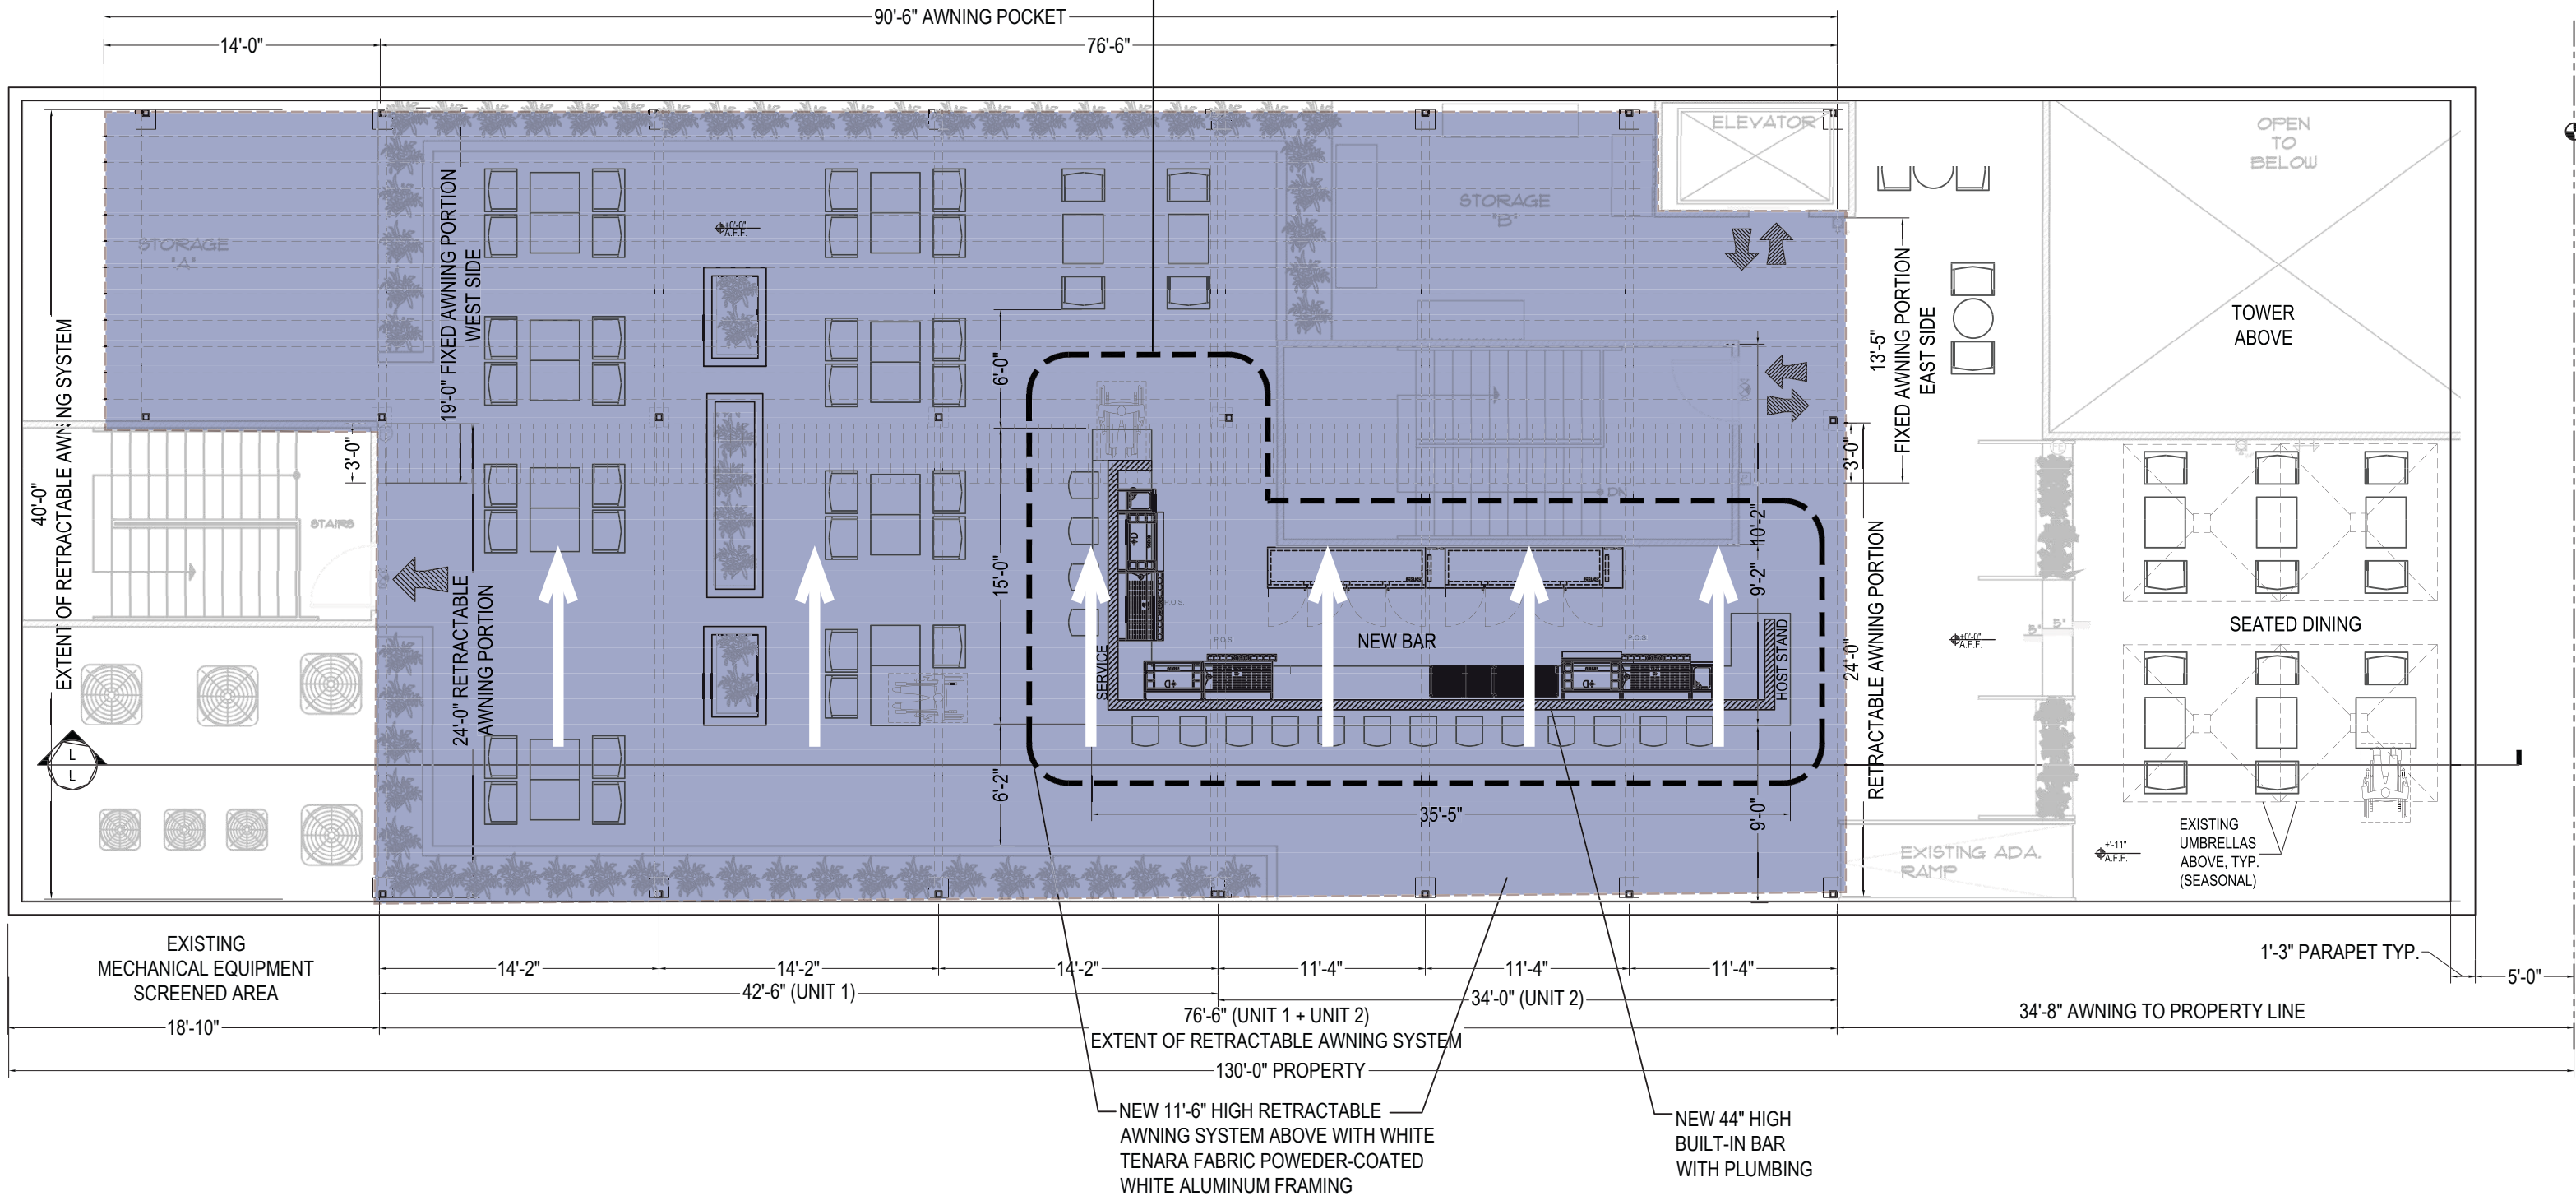 90'-6" AWNING POCKET
14'-0"
76'-6"
ELEVATOR
OPEN
TO
BELOW
STORAGE
"A"
STORAGE
"B"
19'-0" FIXED AWNING PORTION
WEST SIDE
+0'-0"
A.F.F.
40'-0"
EXTENT OF RETRACTABLE AWNING SYSTEM
13'-5"
FIXED AWNING PORTION
EAST SIDE
TOWER
ABOVE
6'-0"
3'-0"
3'-0"
STAIRS
DN
10'-2"
15'-0"
9'-2"
24'-0" RETRACTABLE
AWNING PORTION
P.O.S.
P.O.S.
P.O.S.
NEW BAR
SERVICE
HOST STAND
24'-0"
RETRACTABLE AWNING PORTION
+0'-0"
A.F.F.
5'
5'
SEATED DINING
L
L
6'-2"
35'-5"
9'-0"
EXISTING ADA.
RAMP
+'-11"
A.F.F.
EXISTING
UMBRELLAS
ABOVE, TYP.
(SEASONAL)
EXISTING
MECHANICAL EQUIPMENT
SCREENED AREA
14'-2"
14'-2"
14'-2"
11'-4"
11'-4"
11'-4"
1'-3" PARAPET TYP.
5'-0"
42'-6" (UNIT 1)
34'-0" (UNIT 2)
18'-10"
76'-6" (UNIT 1 + UNIT 2)
EXTENT OF RETRACTABLE AWNING SYSTEM
34'-8" AWNING TO PROPERTY LINE
130'-0" PROPERTY
NEW 11'-6" HIGH RETRACTABLE
AWNING SYSTEM ABOVE WITH WHITE
TENARA FABRIC POWEDER-COATED
WHITE ALUMINUM FRAMING
NEW 44" HIGH
BUILT-IN BAR
WITH PLUMBING